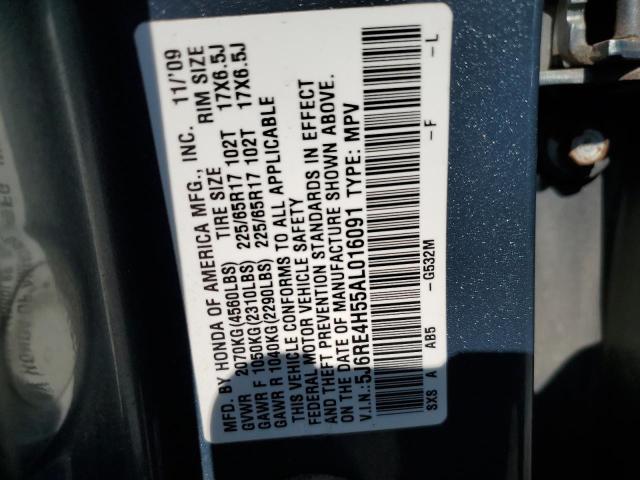 MFD. BY HONDA OF AMERICA MFG., INC. 11/'09
GVWR 2070KG(4560LBS) TIRE SIZE RIM SIZE
GAWR F 1050KG(2310LBS) 225/65R17 102T 17X6.5J
GAWR R 1040KG(2290LBS) 225/65R17 102T 17X6.5J
THIS VEHICLE CONFORMS TO ALL APPLICABLE
FEDERAL MOTOR VEHICLE SAFETY
AND THEFT PREVENTION STANDARDS IN EFFECT
ON THE DATE OF MANUFACTURE SHOWN ABOVE.
V.I.N.:5J6RE4H55AL016091 TYPE: MPV
SXS A AB5 -G532M -F -L